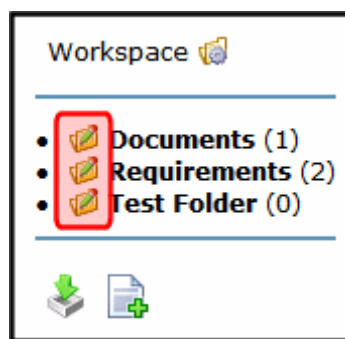 Workspace
• Documents (1)
• Requirements (2)
• Test Folder (0)